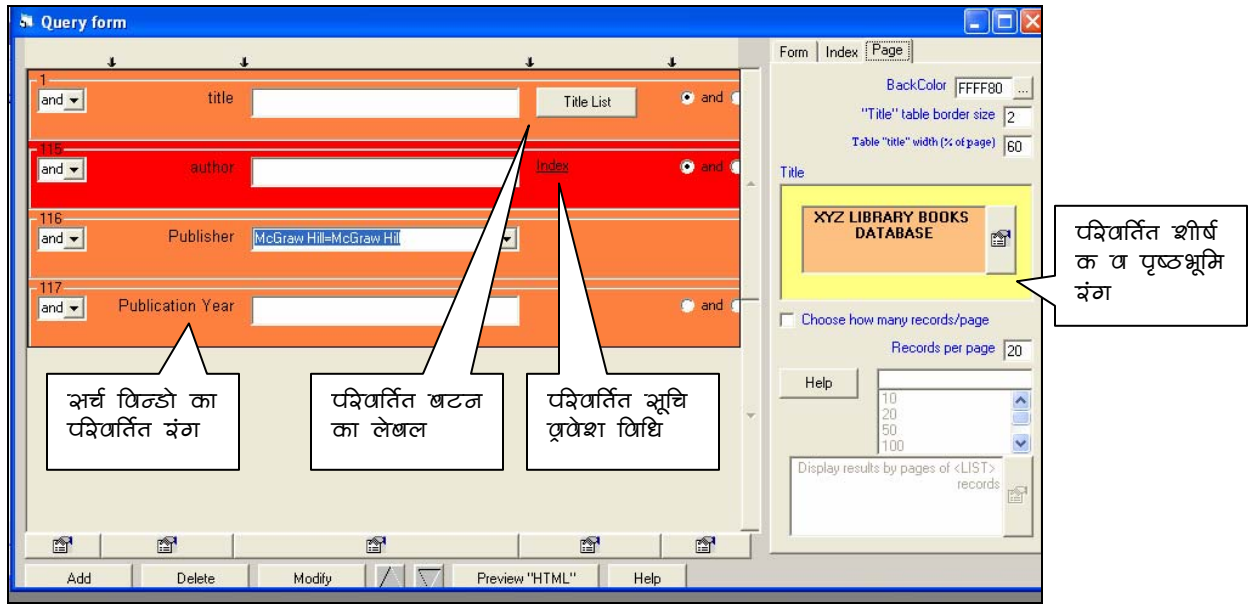 Query form
1
and title Title List and
115
and author Index and
116
and Publisher McGraw Hill=McGraw Hill
117
and Publication Year and
सर्च विन्डो का
परिवर्तित रंग
परिवर्तित बटन
का लेबल
परिवर्तित सूचि
प्रवेश विधि
Add Delete Modify Preview "HTML" Help
Form Index Page
BackColor FFFF80 ...
"Title" table border size 2
Table "title" width (% of page) 60
Title
XYZ LIBRARY BOOKS
DATABASE
Choose how many records/page
Records per page 20
Help
10
20
50
100
Display results by pages of <LIST>
records
परिवर्तित शीर्ष
क व पृष्ठभूमि
रंग